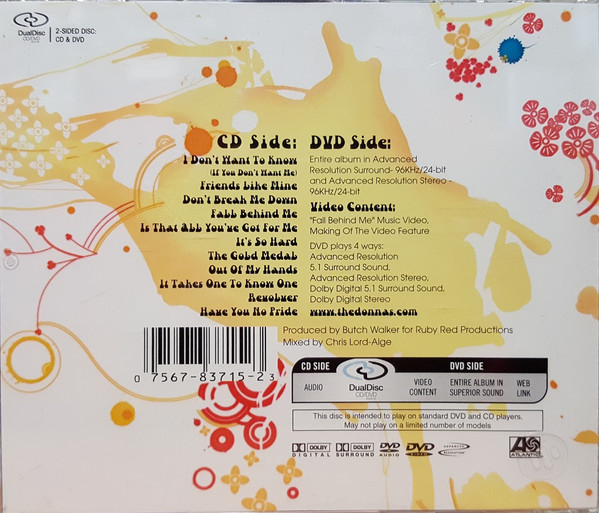 DualDisc
CD/DVD
2-SIDED DISC:
CD & DVD
CD Side:
I Don't Want To Know
(If You Don't Want Me)
Friends Like Mine
Don't Break Me Down
Fall Behind Me
Is That All You've Got For Me
It's So Hard
The Gold Medal
Out Of My Hands
It Takes One To Know One
Revolver
Have You No Pride
DVD Side:
Entire album in Advanced
Resolution Surround- 96KHz/24-bit
and Advanced Resolution Stereo -
96KHz/24-bit
Video Content:
"Fall Behind Me" Music Video,
Making Of The Video Feature
DVD plays 4 ways:
Advanced Resolution
5.1 Surround Sound,
Advanced Resolution Stereo,
Dolby Digital 5.1 Surround Sound,
Dolby Digital Stereo
www.thedonnas.com
Produced by Butch Walker for Ruby Red Productions
Mixed by Chris Lord-Alge
0 7567-83715-2 3
CD SIDE
DVD SIDE
AUDIO
DualDisc
CD/DVD
VIDEO
CONTENT
ENTIRE ALBUM IN
SUPERIOR SOUND
WEB
LINK
This disc is intended to play on standard DVD and CD players.
May not play on a limited number of models
DOLBY
DIGITAL
DOLBY
SURROUND
DVD
AUDIO
DVD
VIDEO
ADVANCED
RESOLUTION
ATLANTIC